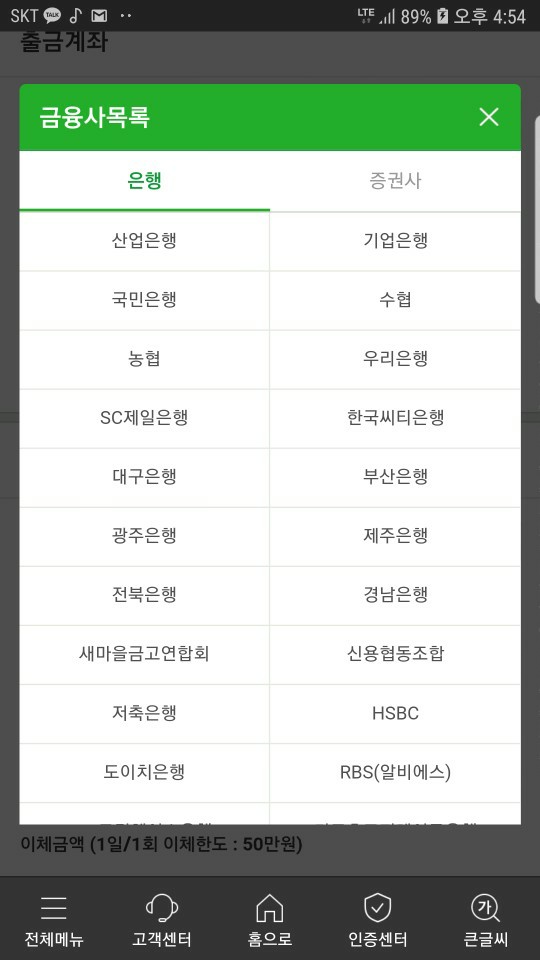 SKT TALK LTE 89% 오후 4:54
출금계좌
금융사목록
은행 증권사
산업은행 기업은행
국민은행 수협
농협 우리은행
SC제일은행 한국씨티은행
대구은행 부산은행
광주은행 제주은행
전북은행 경남은행
새마을금고연합회 신용협동조합
저축은행 HSBC
도이치은행 RBS(알비에스)
이체금액 (1일/1회 이체한도 : 50만원)
가
전체메뉴 고객센터 홈으로 인증센터 큰글씨